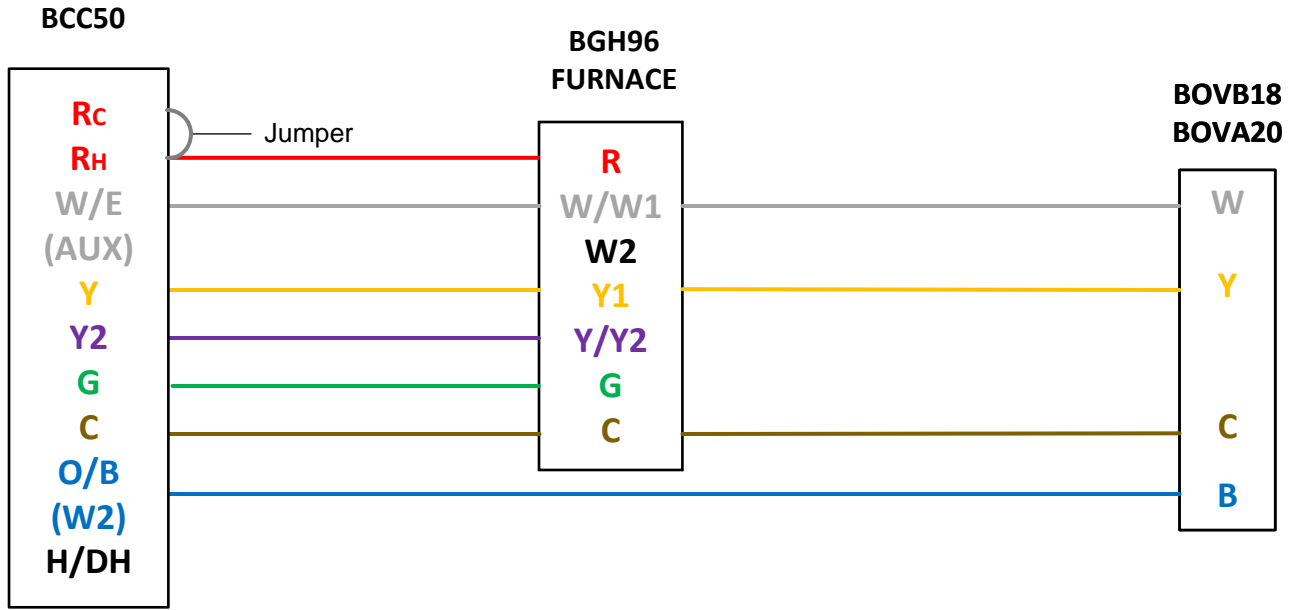 BCC50
BGH96
FURNACE
BOVB18
BOVA20
RC
RH
W/E
(AUX)
Y
Y2
G
C
O/B
(W2)
H/DH
Jumper
R
W/W1
W2
Y1
Y/Y2
G
C
W
Y
C
B